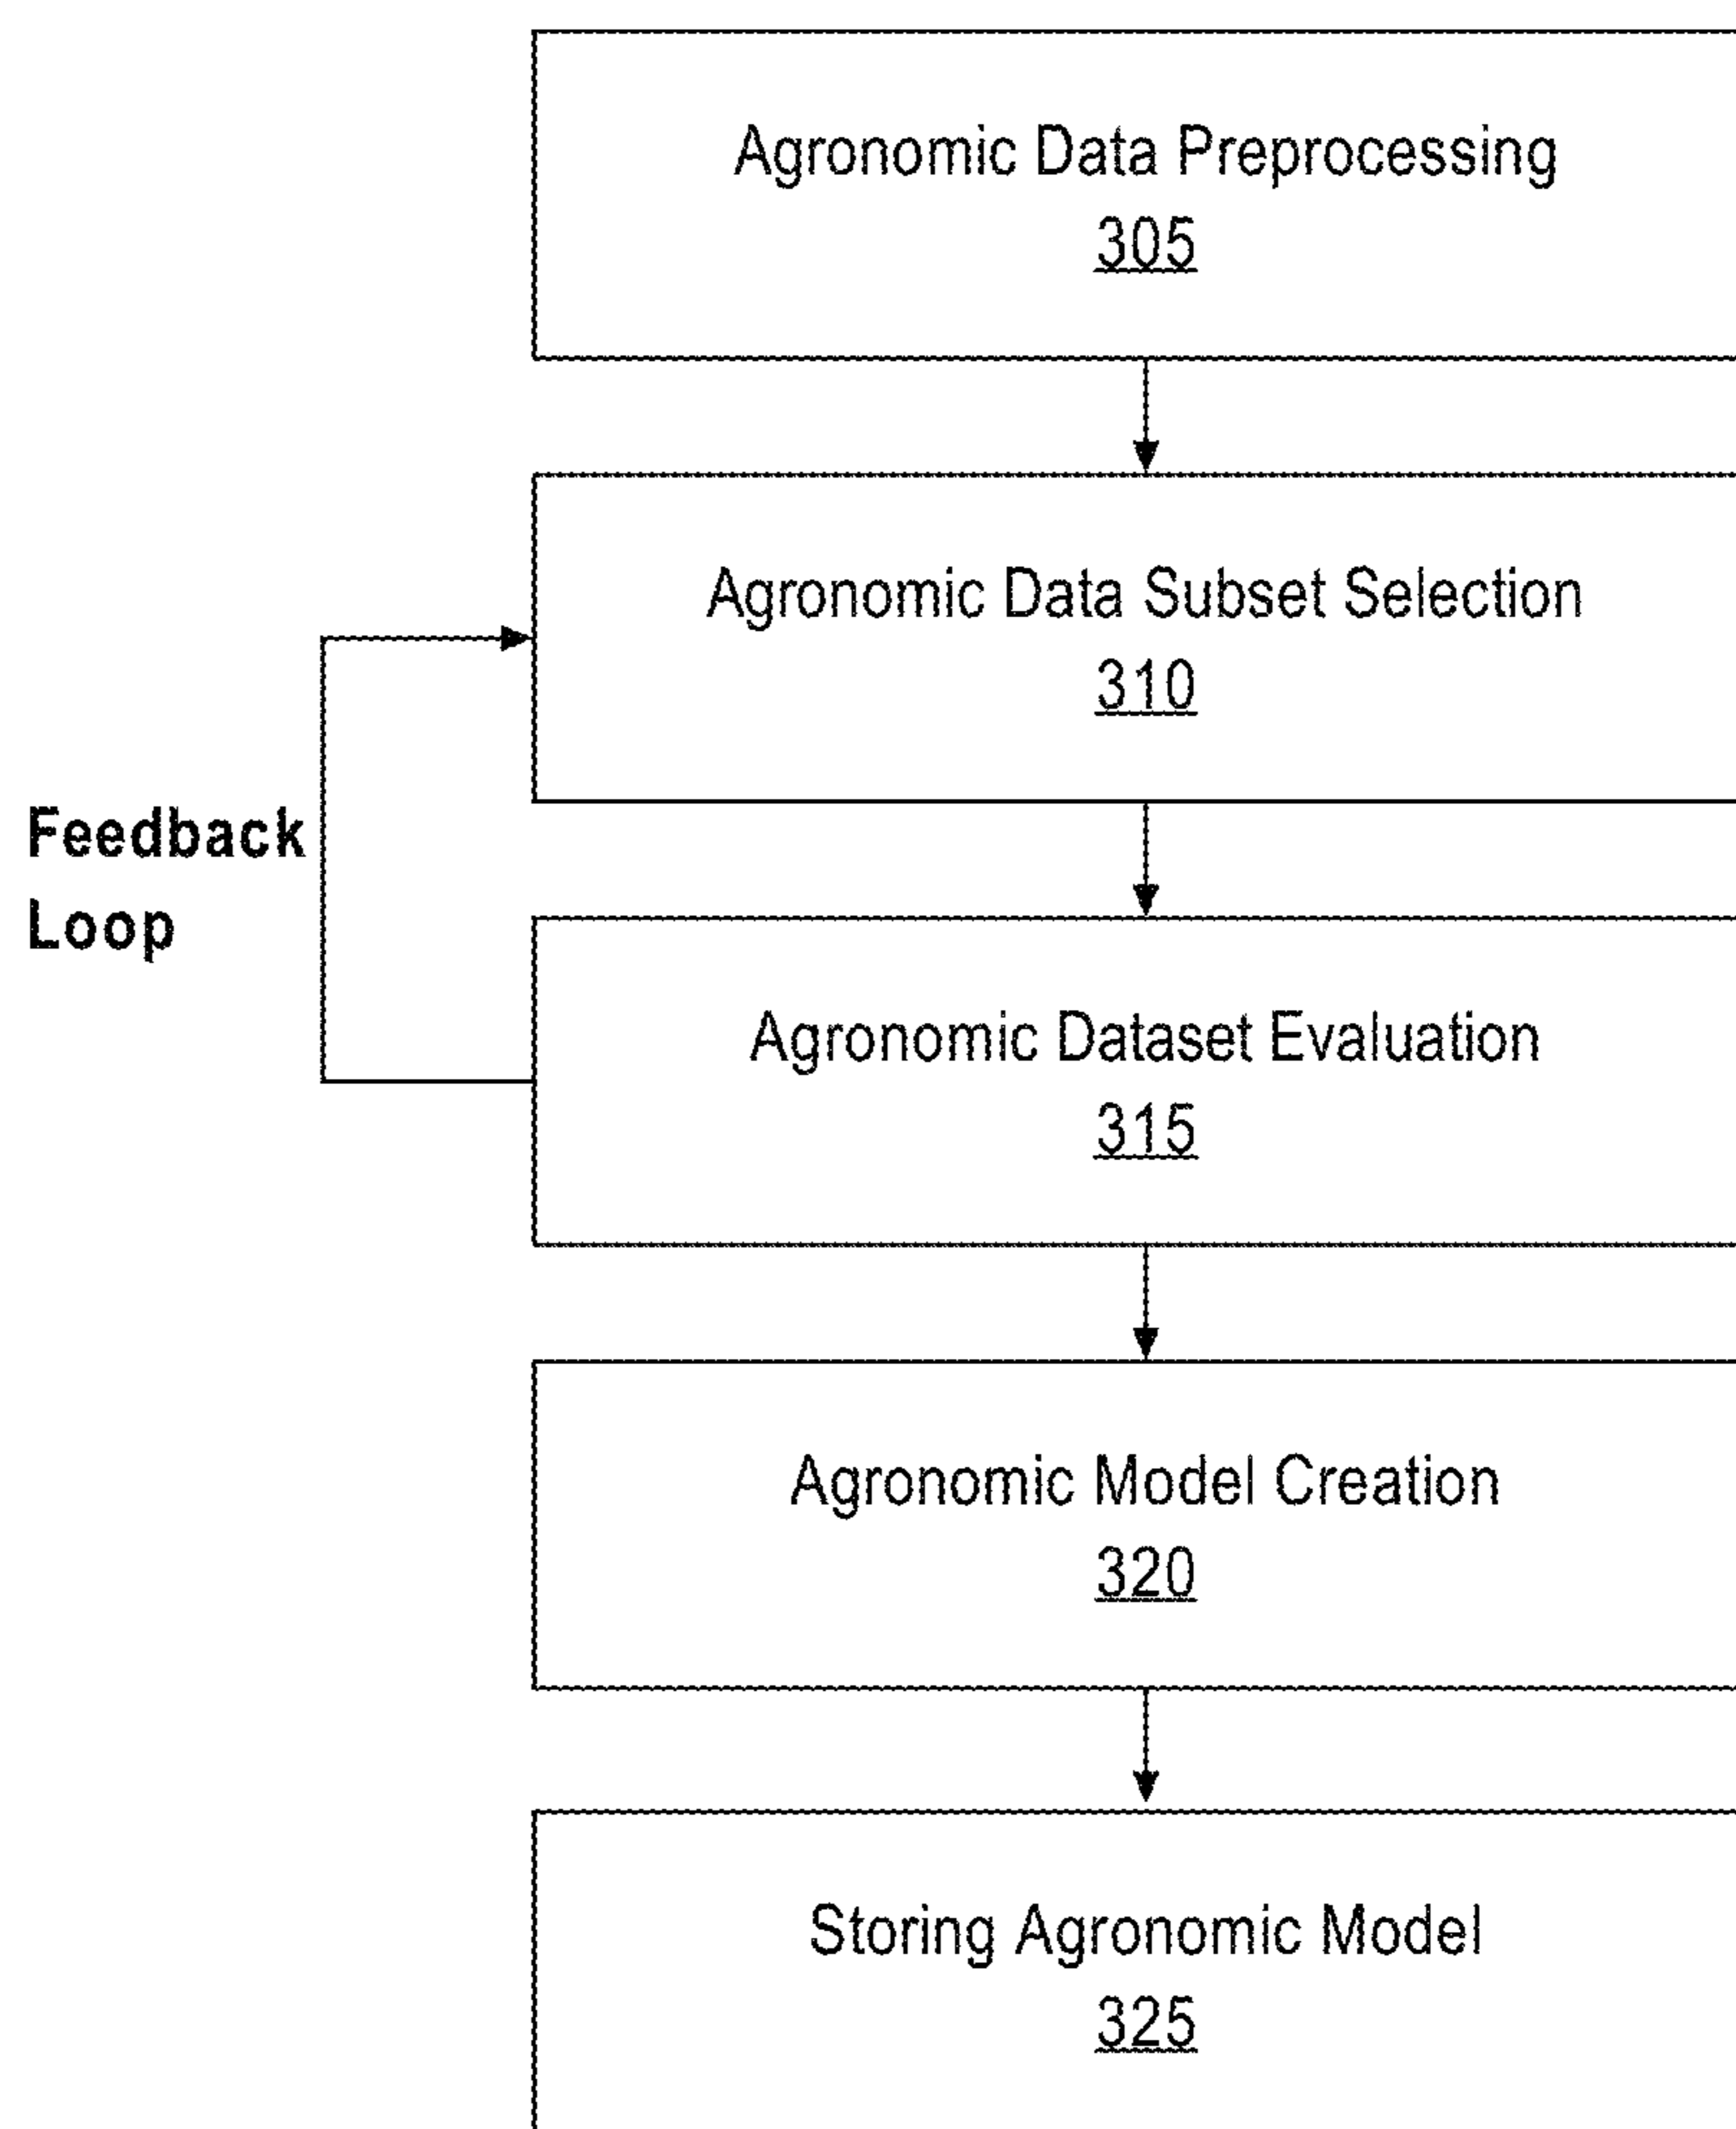 Agronomic Data Preprocessing
305
Agronomic Data Subset Selection
310
Feedback
Loop
Agronomic Dataset Evaluation
315
Agronomic Model Creation
320
Storing Agronomic Model
325